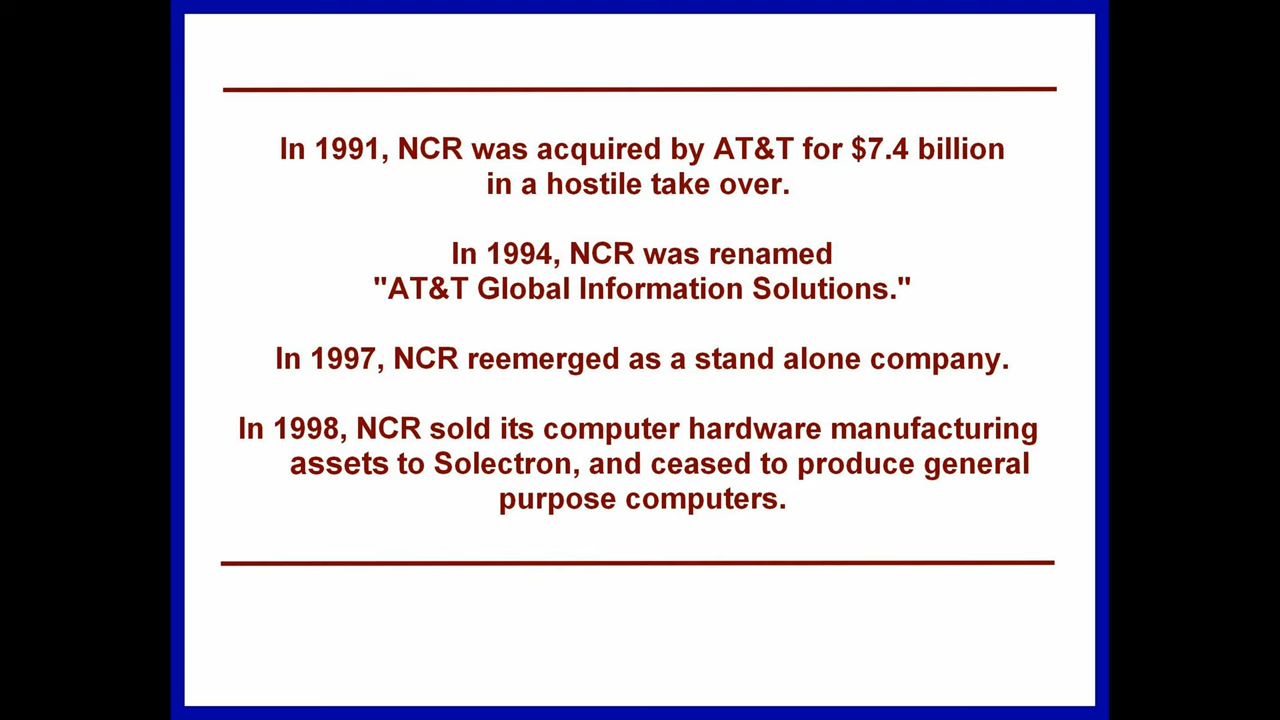 In 1991, NCR was acquired by AT&T for $7.4 billion
in a hostile take over.
In 1994, NCR was renamed
"AT&T Global Information Solutions."
In 1997, NCR reemerged as a stand alone company.
In 1998, NCR sold its computer hardware manufacturing
assets to Solectron, and ceased to produce general
purpose computers.